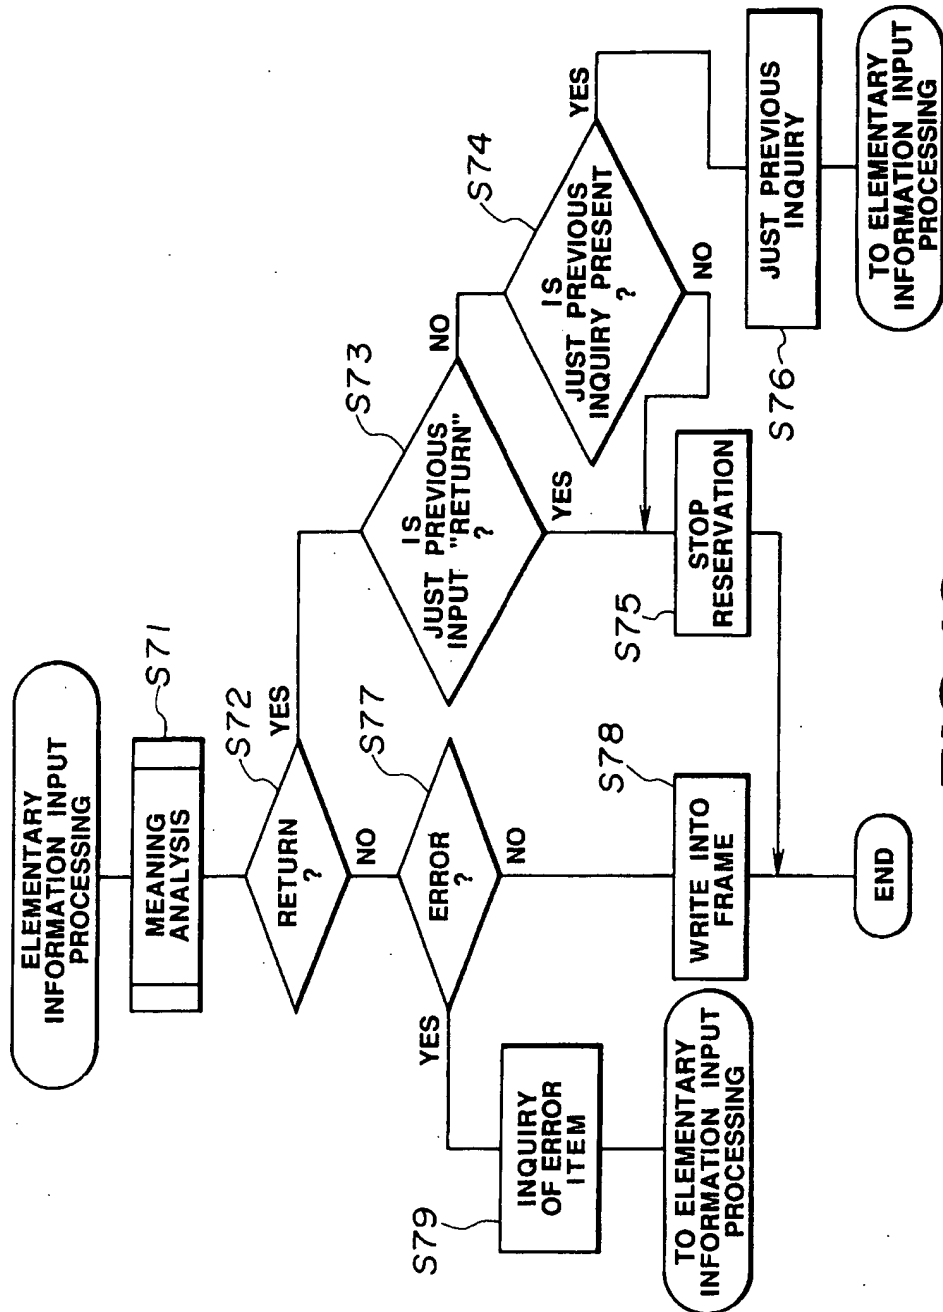 ELEMENTARY
INFORMATION INPUT
PROCESSING
S71
MEANING
ANALYSIS
S72
RETURN
?
YES
NO
S73
IS
JUST PREVIOUS
INPUT "RETURN"
?
NO
YES
S74
IS
JUST PREVIOUS
INQUIRY PRESENT
?
YES
NO
S77
ERROR
?
YES
NO
S79
INQUIRY
OF ERROR
ITEM
TO ELEMENTARY
INFORMATION INPUT
PROCESSING
S78
WRITE INTO
FRAME
S75
STOP
RESERVATION
S76
JUST PREVIOUS
INQUIRY
TO ELEMENTARY
INFORMATION INPUT
PROCESSING
END